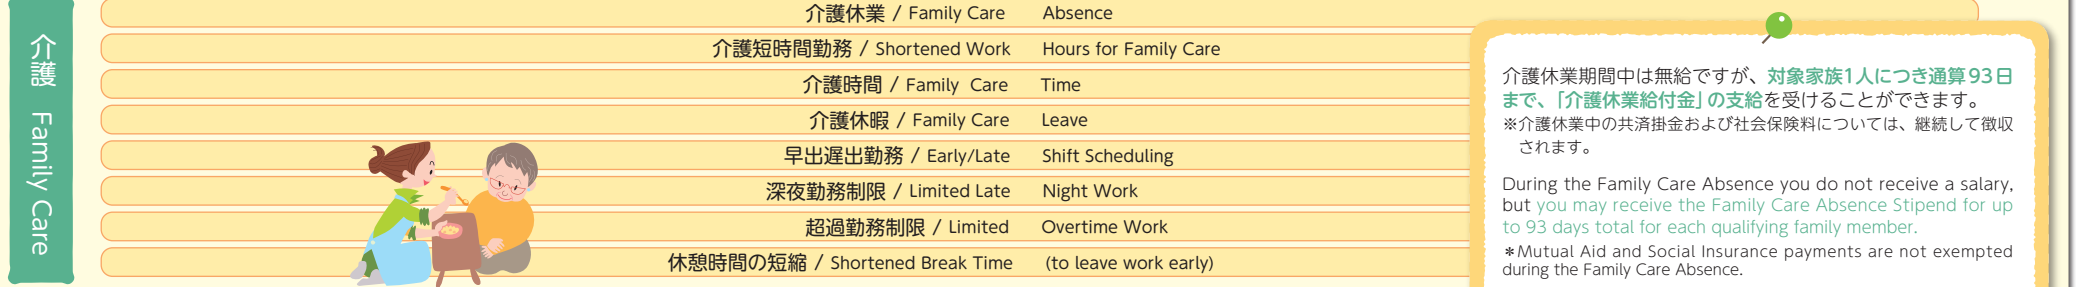 介護 Family Care
介護休業 / Family Care Absence
介護短時間勤務 / Shortened Work Hours for Family Care
介護時間 / Family Care Time
介護休暇 / Family Care Leave
早出遅出勤務 / Early/Late Shift Scheduling
深夜勤務制限 / Limited Late Night Work
超過勤務制限 / Limited Overtime Work
休憩時間の短縮 / Shortened Break Time (to leave work early)
介護休業期間中は無給ですが、対象家族1人につき通算93日
まで、「介護休業給付金」の支給を受けることができます。
※介護休業中の共済掛金および社会保険料については、継続して徴収
されます。
During the Family Care Absence you do not receive a salary,
but you may receive the Family Care Absence Stipend for up
to 93 days total for each qualifying family member.
＊Mutual Aid and Social Insurance payments are not exempted
during the Family Care Absence.